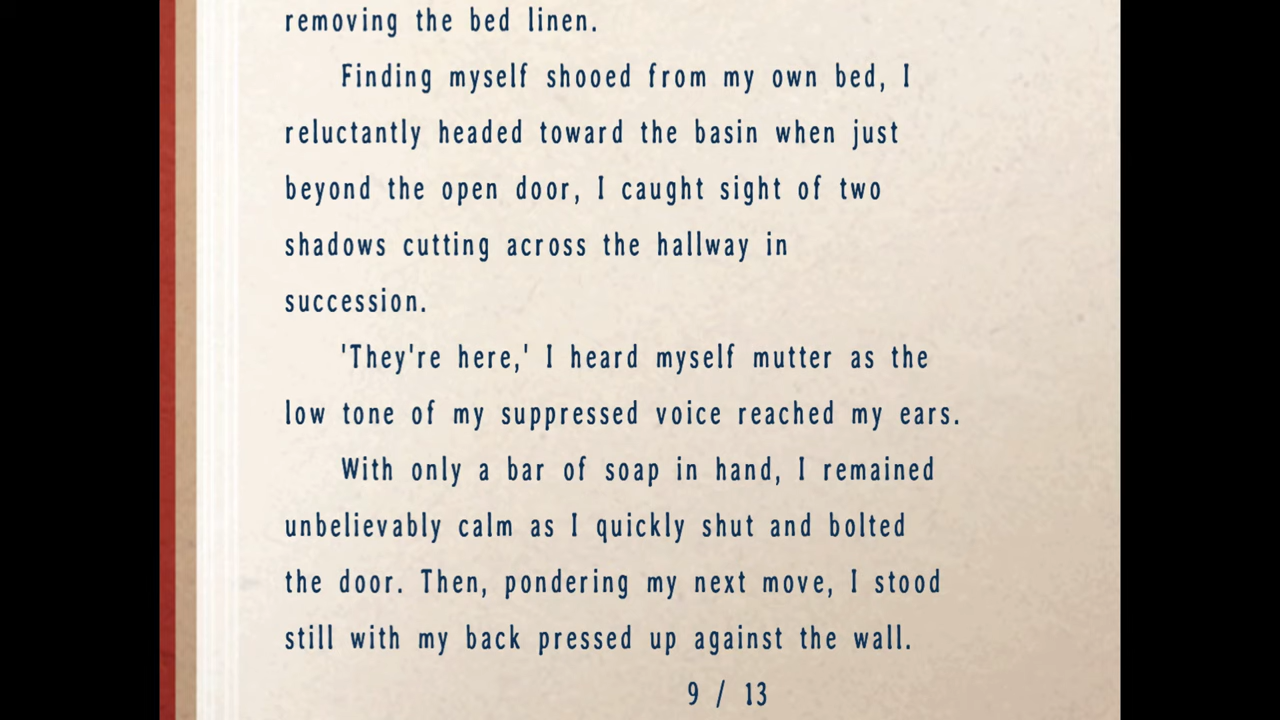 removing the bed linen.
Finding myself shooed from my own bed, I
reluctantly headed toward the basin when just
beyond the open door, I caught sight of two
shadows cutting across the hallway in
succession.
'They're here,' I heard myself mutter as the
low tone of my suppressed voice reached my ears.
With only a bar of soap in hand, I remained
unbelievably calm as I quickly shut and bolted
the door. Then, pondering my next move, I stood
still with my back pressed up against the wall.
9 / 13